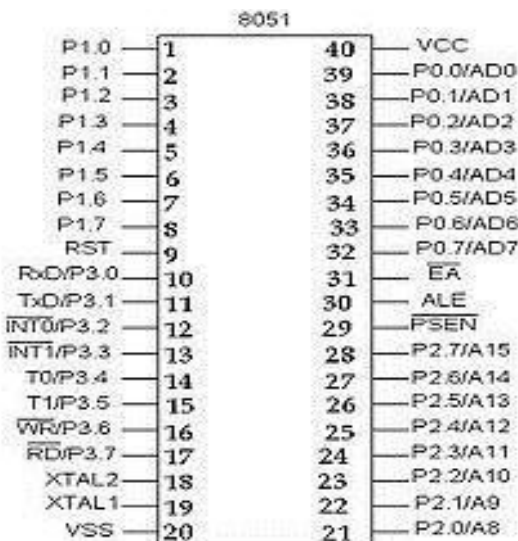 8051
P1.0 1 40 VCC
P1.1 2 39 P0.0/AD0
P1.2 3 38 P0.1/AD1
P1.3 4 37 P0.2/AD2
P1.4 5 36 P0.3/AD3
P1.5 6 35 P0.4/AD4
P1.6 7 34 P0.5/AD5
P1.7 8 33 P0.6/AD6
RST 9 32 P0.7/AD7
RxD/P3.0 10 31 E̅A̅
TxD/P3.1 11 30 ALE
I̅N̅T̅0̅/P3.2 12 29 P̅S̅E̅N̅
I̅N̅T̅1̅/P3.3 13 28 P2.7/A15
T0/P3.4 14 27 P2.6/A14
T1/P3.5 15 26 P2.5/A13
W̅R̅/P3.6 16 25 P2.4/A12
R̅D̅/P3.7 17 24 P2.3/A11
XTAL2 18 23 P2.2/A10
XTAL1 19 22 P2.1/A9
VSS 20 21 P2.0/A8